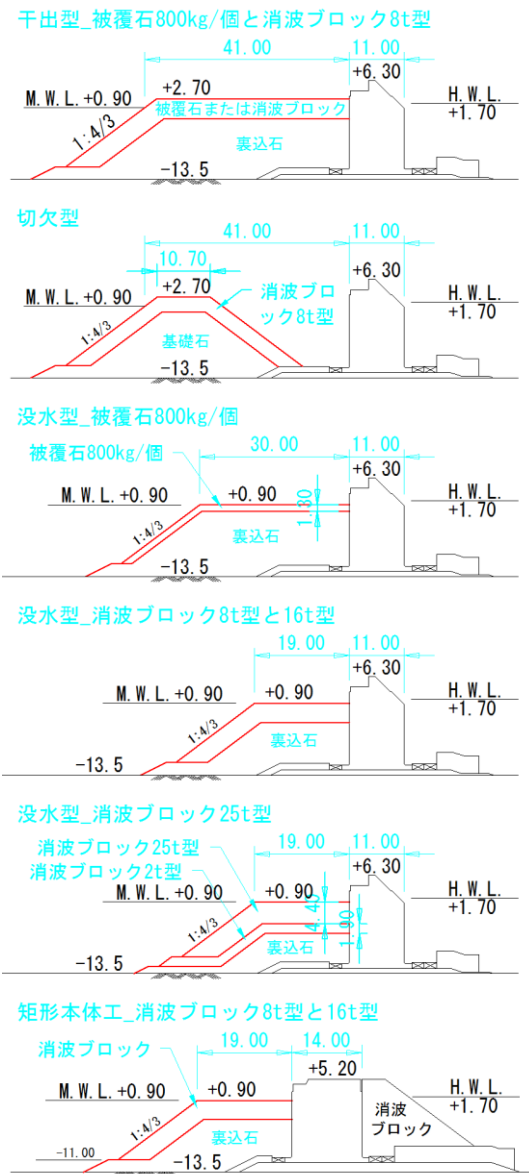 干出型_被覆石800kg/個と消波ブロック8t型
41.00 11.00
+6.30
+2.70
M.W.L. +0.90
H.W.L.
+1.70
被覆石または消波ブロック
1:4/3
裏込石
-13.5
切欠型
41.00 11.00
10.70
+6.30
+2.70
消波ブロ
ック8t型
M.W.L. +0.90
H.W.L.
+1.70
1:4/3
基礎石
-13.5
没水型_被覆石800kg/個
30.00 11.00
被覆石800kg/個
+6.30
M.W.L. +0.90
+0.90
H.W.L.
+1.70
1.30
1:4/3
裏込石
-13.5
没水型_消波ブロック8t型と16t型
19.00 11.00
+6.30
M.W.L. +0.90
+0.90
H.W.L.
+1.70
1:4/3
裏込石
-13.5
没水型_消波ブロック25t型
19.00 11.00
消波ブロック25t型
消波ブロック2t型
+6.30
M.W.L. +0.90
+0.90
H.W.L.
+1.70
4.40
1.90
1:4/3
裏込石
-13.5
矩形本体工_消波ブロック8t型と16t型
19.00 14.00
消波ブロック
+5.20
M.W.L. +0.90
+0.90
H.W.L.
+1.70
消波
ブロック
1:4/3
裏込石
-11.00
-13.5